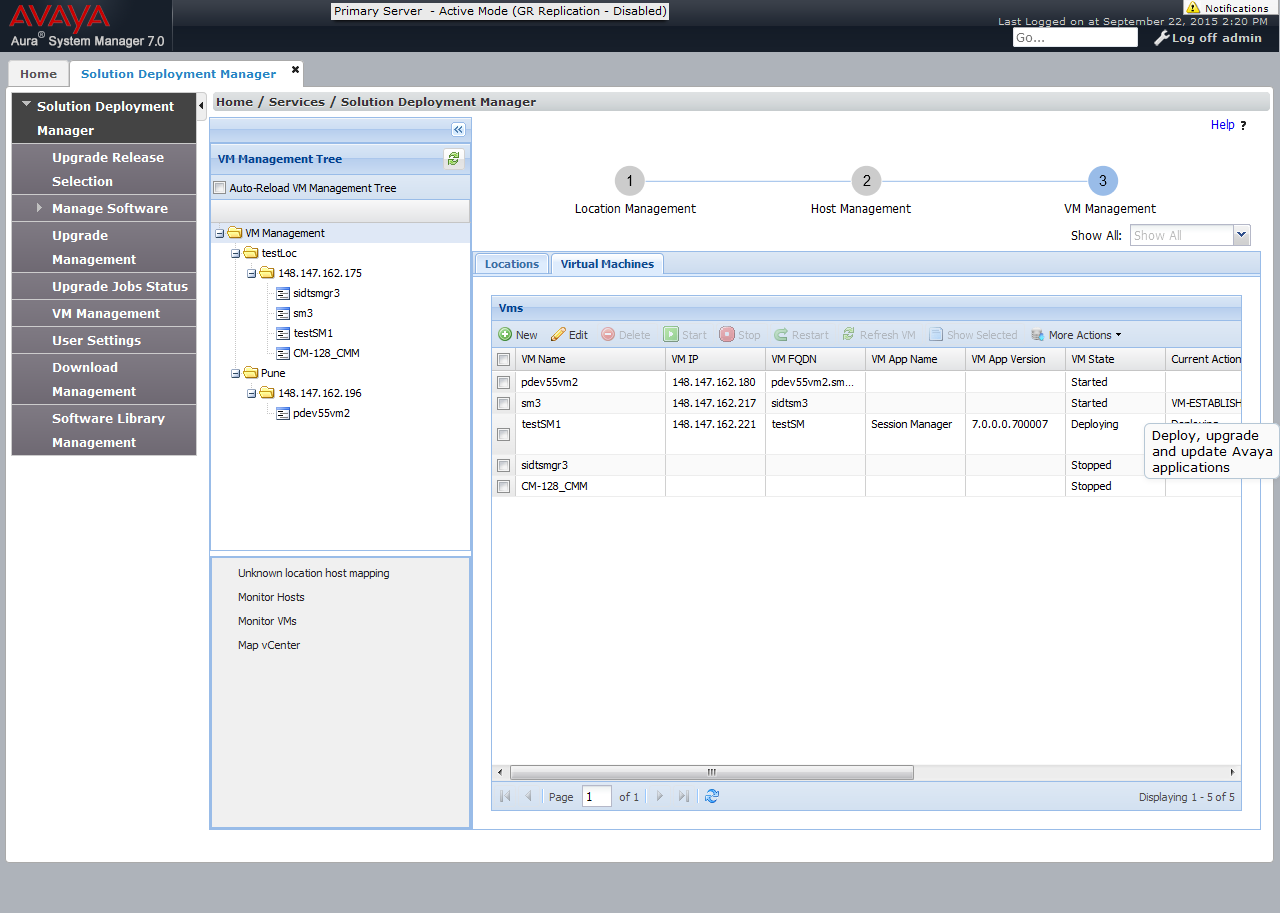 AVAYA
Aura® System Manager 7.0
Primary Server - Active Mode (GR Replication - Disabled)
Notifications
Last Logged on at September 22, 2015 2:20 PM
Go...
Log off admin
Home
Solution Deployment Manager
Solution Deployment
Manager
Upgrade Release
Selection
Manage Software
Upgrade
Management
Upgrade Jobs Status
VM Management
User Settings
Download
Management
Software Library
Management
Home / Services / Solution Deployment Manager
Help ?
VM Management Tree
Auto-Reload VM Management Tree
VM Management
testLoc
148.147.162.175
sidtsmgr3
sm3
testSM1
CM-128_CMM
Pune
148.147.162.196
pdev55vm2
Unknown location host mapping
Monitor Hosts
Monitor VMs
Map vCenter
1 2 3
Location Management Host Management VM Management
Show All: Show All
Locations Virtual Machines
Vms
New Edit Delete Start Stop Restart Refresh VM Show Selected More Actions
VM Name VM IP VM FQDN VM App Name VM App Version VM State Current Action
pdev55vm2 148.147.162.180 pdev55vm2.sm... Started
sm3 148.147.162.217 sidtsm3 Started VM-ESTABLISH
testSM1 148.147.162.221 testSM Session Manager 7.0.0.0.700007 Deploying
sidtsmgr3 Stopped
CM-128_CMM Stopped
Deploy, upgrade
and update Avaya
applications
Page 1 of 1
Displaying 1 - 5 of 5